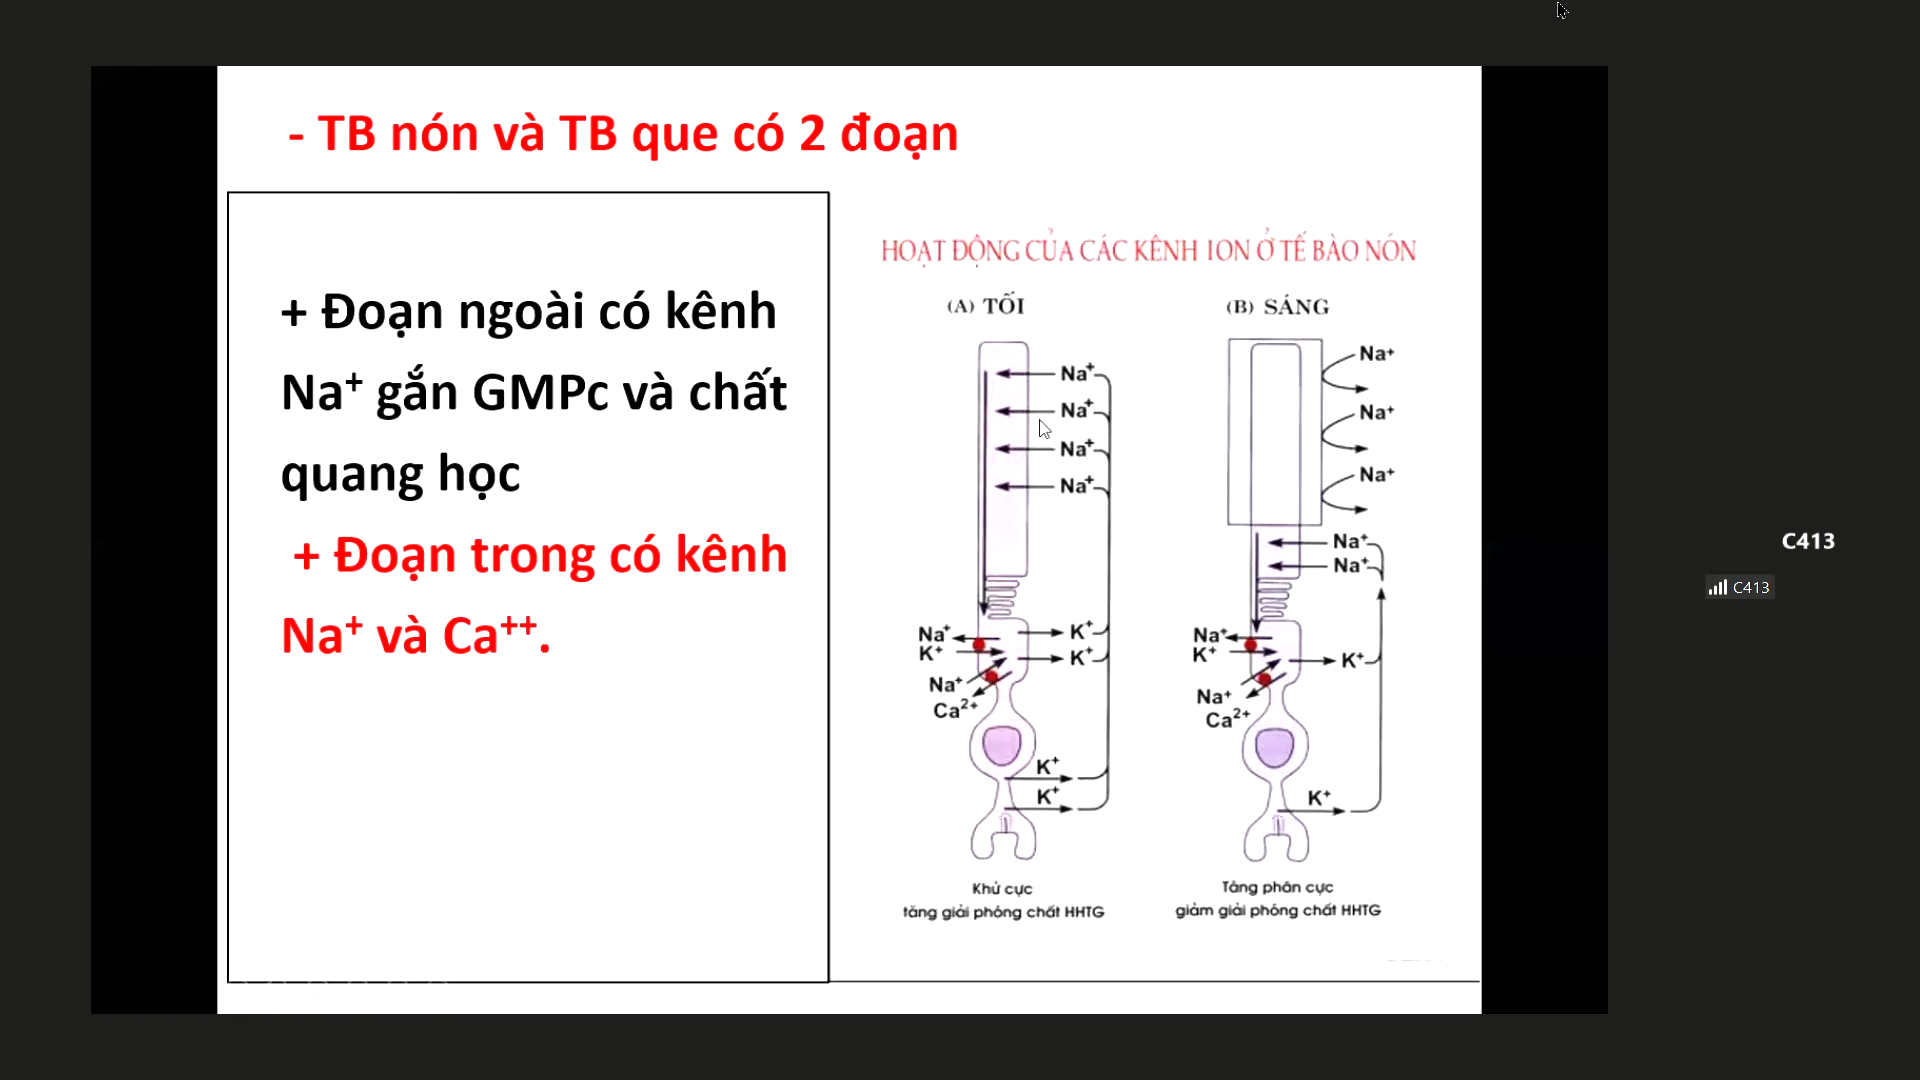 - TB nón và TB que có 2 đoạn
+ Đoạn ngoài có kênh
Na⁺ gắn GMPc và chất
quang học
+ Đoạn trong có kênh
Na⁺ và Ca⁺⁺.
HOẠT ĐỘNG CỦA CÁC KÊNH ION Ở TẾ BÀO NÓN
(A) TỐI
Na⁺
Na⁺
Na⁺
Na⁺
Na⁺
K⁺
K⁺
K⁺
Na⁺
Ca²⁺
K⁺
K⁺
Khử cực
tăng giải phóng chất HHTG
(B) SÁNG
Na⁺
Na⁺
Na⁺
Na⁺
Na⁺
Na⁺
K⁺
K⁺
Na⁺
Ca²⁺
K⁺
Tăng phân cực
giảm giải phóng chất HHTG
C413
C413